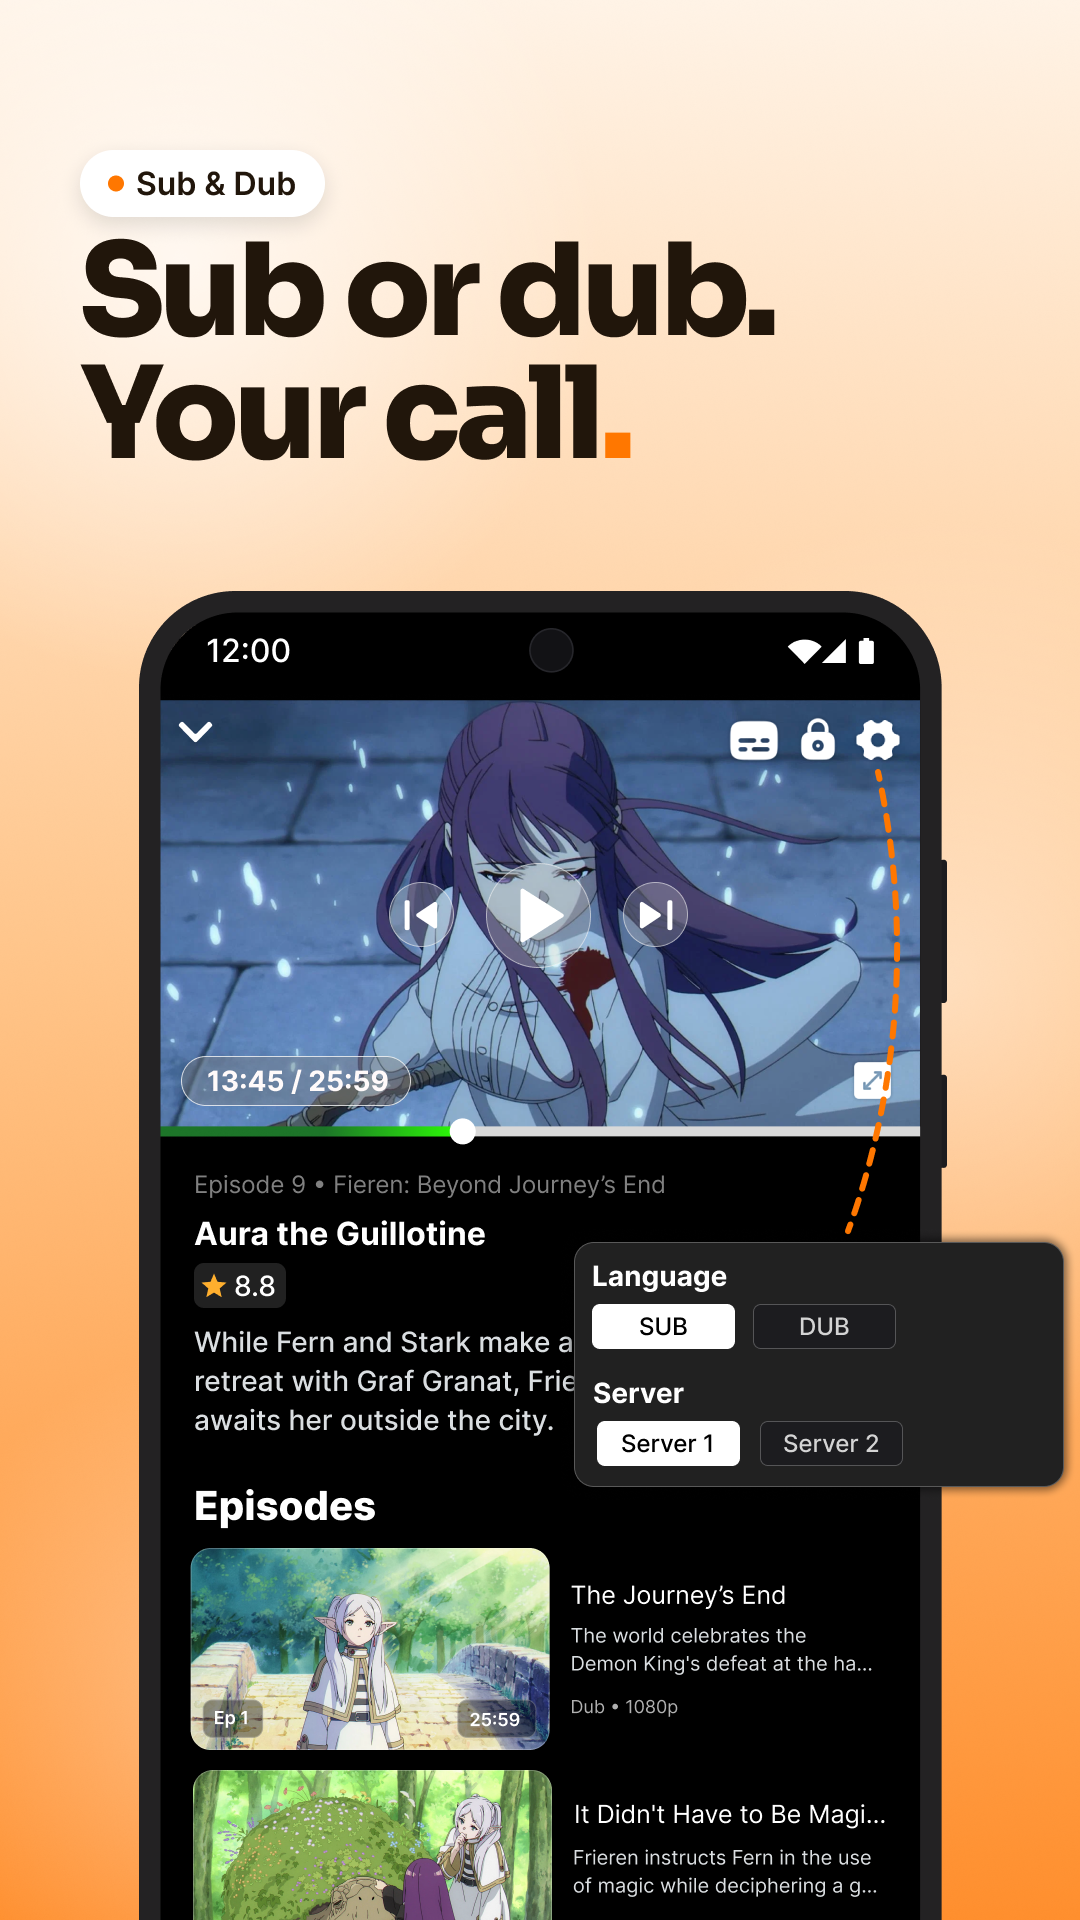 Sub & Dub
Sub or dub.
Your call.
12:00
13:45 / 25:59
Episode 9 • Fieren: Beyond Journey’s End
Aura the Guillotine
8.8
While Fern and Stark make a
retreat with Graf Granat, Frie
awaits her outside the city.
Language
SUB DUB
Server
Server 1 Server 2
Episodes
Ep 1
25:59
The Journey’s End
The world celebrates the
Demon King's defeat at the ha...
Dub • 1080p
It Didn't Have to Be Magi...
Frieren instructs Fern in the use
of magic while deciphering a g...